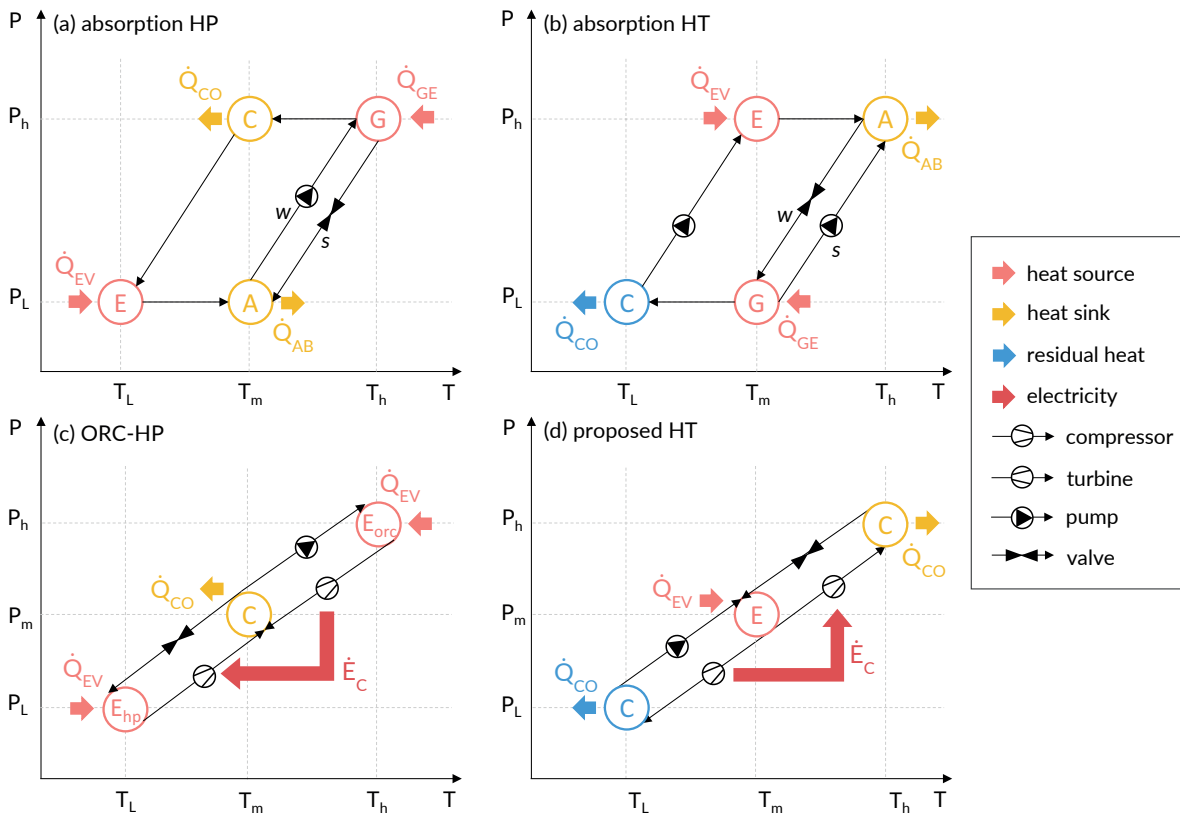 P
(a) absorption HP
Q̇CO
Q̇GE
Ph
C
G
w
s
Q̇EV
PL
E
A
Q̇AB
TL
Tm
Th
T
P
(b) absorption HT
Q̇EV
Ph
E
A
Q̇AB
w
s
PL
C
G
Q̇CO
Q̇GE
TL
Tm
Th
T
P
(c) ORC-HP
Q̇EV
Ph
Eorc
Q̇CO
Pm
C
Q̇EV
ĖC
PL
Ehp
TL
Tm
Th
T
P
(d) proposed HT
Ph
C
Q̇CO
Q̇EV
Pm
E
Q̇CO
ĖC
PL
C
TL
Tm
Th
T
heat source
heat sink
residual heat
electricity
compressor
turbine
pump
valve